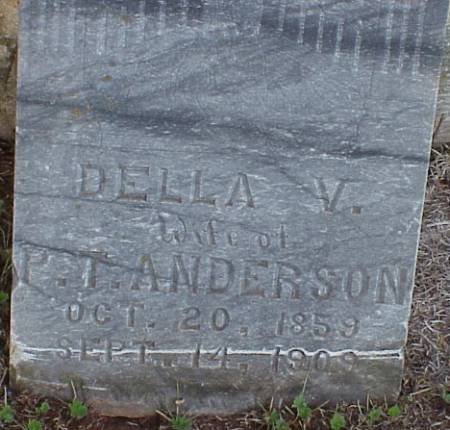 DELLA V.
Wife of
P. T. ANDERSON
OCT. 20, 1859
SEPT. 14, 1909